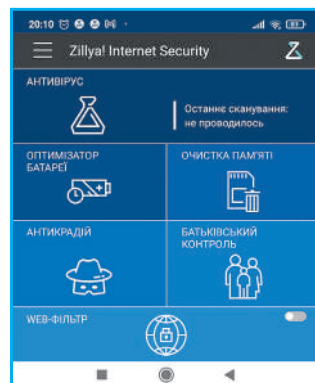 20:10
Zillya! Internet Security
АНТИВІРУС
Останнє сканування:
не проводилось
ОПТИМІЗАТОР
БАТАРЕЇ
ОЧИСТКА ПАМ'ЯТІ
АНТИКРАДІЙ
БАТЬКІВСЬКИЙ
КОНТРОЛЬ
WEB-ФІЛЬТР